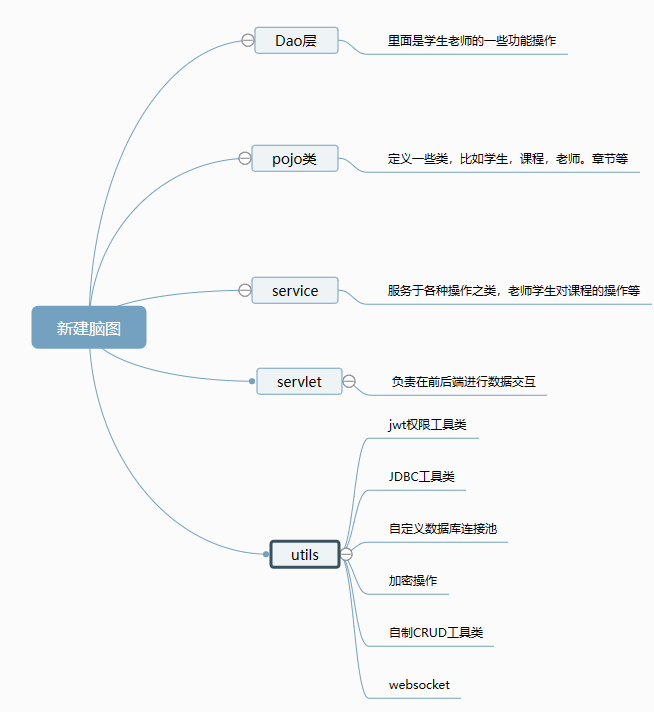 Dao层
里面是学生老师的一些功能操作
pojo类
定义一些类，比如学生，课程，老师。章节等
service
服务于各种操作之类，老师学生对课程的操作等
新建脑图
servlet
负责在前后端进行数据交互
jwt权限工具类
JDBC工具类
自定义数据库连接池
utils
加密操作
自制CRUD工具类
websocket